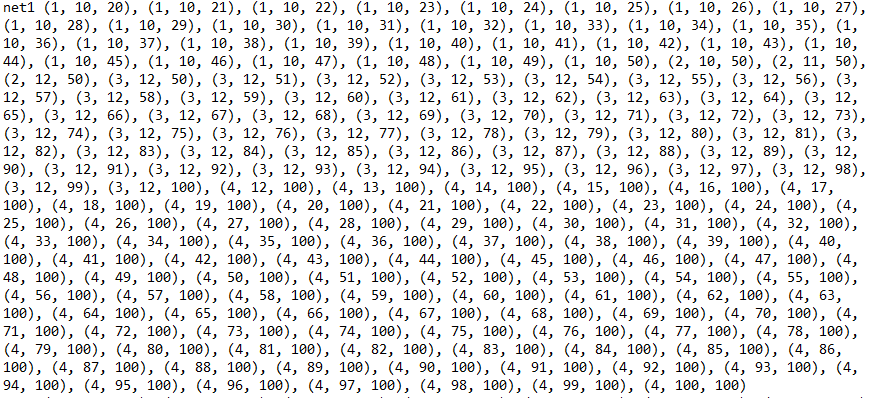 net1 (1, 10, 20), (1, 10, 21), (1, 10, 22), (1, 10, 23), (1, 10, 24), (1, 10, 25), (1, 10, 26), (1, 10, 27),
(1, 10, 28), (1, 10, 29), (1, 10, 30), (1, 10, 31), (1, 10, 32), (1, 10, 33), (1, 10, 34), (1, 10, 35), (1,
10, 36), (1, 10, 37), (1, 10, 38), (1, 10, 39), (1, 10, 40), (1, 10, 41), (1, 10, 42), (1, 10, 43), (1, 10,
44), (1, 10, 45), (1, 10, 46), (1, 10, 47), (1, 10, 48), (1, 10, 49), (1, 10, 50), (2, 10, 50), (2, 11, 50),
(2, 12, 50), (3, 12, 50), (3, 12, 51), (3, 12, 52), (3, 12, 53), (3, 12, 54), (3, 12, 55), (3, 12, 56), (3,
12, 57), (3, 12, 58), (3, 12, 59), (3, 12, 60), (3, 12, 61), (3, 12, 62), (3, 12, 63), (3, 12, 64), (3, 12,
65), (3, 12, 66), (3, 12, 67), (3, 12, 68), (3, 12, 69), (3, 12, 70), (3, 12, 71), (3, 12, 72), (3, 12, 73),
(3, 12, 74), (3, 12, 75), (3, 12, 76), (3, 12, 77), (3, 12, 78), (3, 12, 79), (3, 12, 80), (3, 12, 81), (3,
12, 82), (3, 12, 83), (3, 12, 84), (3, 12, 85), (3, 12, 86), (3, 12, 87), (3, 12, 88), (3, 12, 89), (3, 12,
90), (3, 12, 91), (3, 12, 92), (3, 12, 93), (3, 12, 94), (3, 12, 95), (3, 12, 96), (3, 12, 97), (3, 12, 98),
(3, 12, 99), (3, 12, 100), (4, 12, 100), (4, 13, 100), (4, 14, 100), (4, 15, 100), (4, 16, 100), (4, 17,
100), (4, 18, 100), (4, 19, 100), (4, 20, 100), (4, 21, 100), (4, 22, 100), (4, 23, 100), (4, 24, 100), (4,
25, 100), (4, 26, 100), (4, 27, 100), (4, 28, 100), (4, 29, 100), (4, 30, 100), (4, 31, 100), (4, 32, 100),
(4, 33, 100), (4, 34, 100), (4, 35, 100), (4, 36, 100), (4, 37, 100), (4, 38, 100), (4, 39, 100), (4, 40,
100), (4, 41, 100), (4, 42, 100), (4, 43, 100), (4, 44, 100), (4, 45, 100), (4, 46, 100), (4, 47, 100), (4,
48, 100), (4, 49, 100), (4, 50, 100), (4, 51, 100), (4, 52, 100), (4, 53, 100), (4, 54, 100), (4, 55, 100),
(4, 56, 100), (4, 57, 100), (4, 58, 100), (4, 59, 100), (4, 60, 100), (4, 61, 100), (4, 62, 100), (4, 63,
100), (4, 64, 100), (4, 65, 100), (4, 66, 100), (4, 67, 100), (4, 68, 100), (4, 69, 100), (4, 70, 100), (4,
71, 100), (4, 72, 100), (4, 73, 100), (4, 74, 100), (4, 75, 100), (4, 76, 100), (4, 77, 100), (4, 78, 100),
(4, 79, 100), (4, 80, 100), (4, 81, 100), (4, 82, 100), (4, 83, 100), (4, 84, 100), (4, 85, 100), (4, 86,
100), (4, 87, 100), (4, 88, 100), (4, 89, 100), (4, 90, 100), (4, 91, 100), (4, 92, 100), (4, 93, 100), (4,
94, 100), (4, 95, 100), (4, 96, 100), (4, 97, 100), (4, 98, 100), (4, 99, 100), (4, 100, 100)